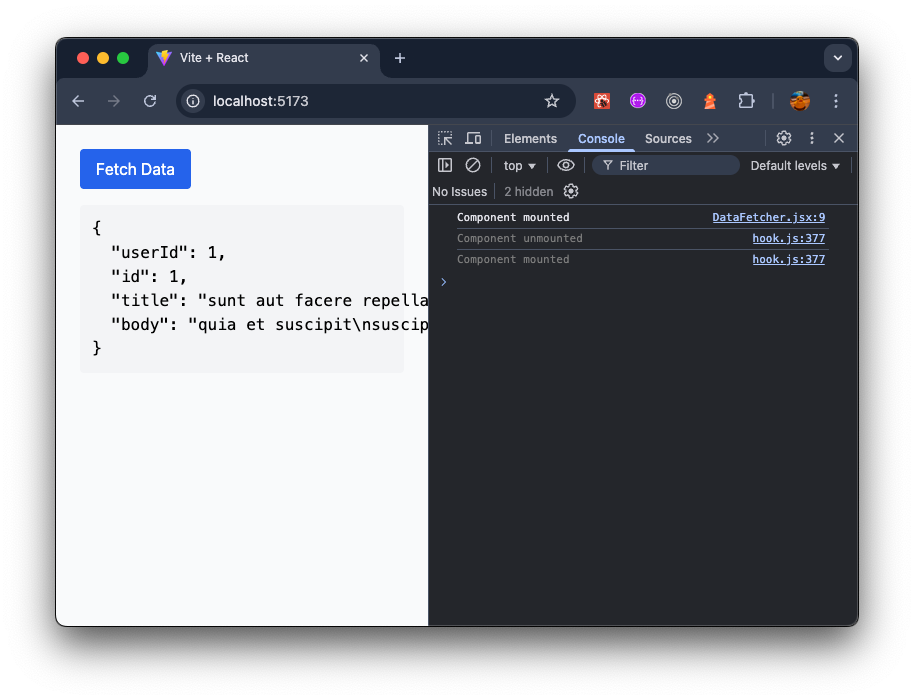 Vite + React
localhost:5173
Fetch Data
{
"userId": 1,
"id": 1,
"title": "sunt aut facere repella
"body": "quia et suscipit\nsuscip
}
Elements Console Sources
top Filter Default levels
No Issues 2 hidden
Component mounted DataFetcher.jsx:9
Component unmounted hook.js:377
Component mounted hook.js:377